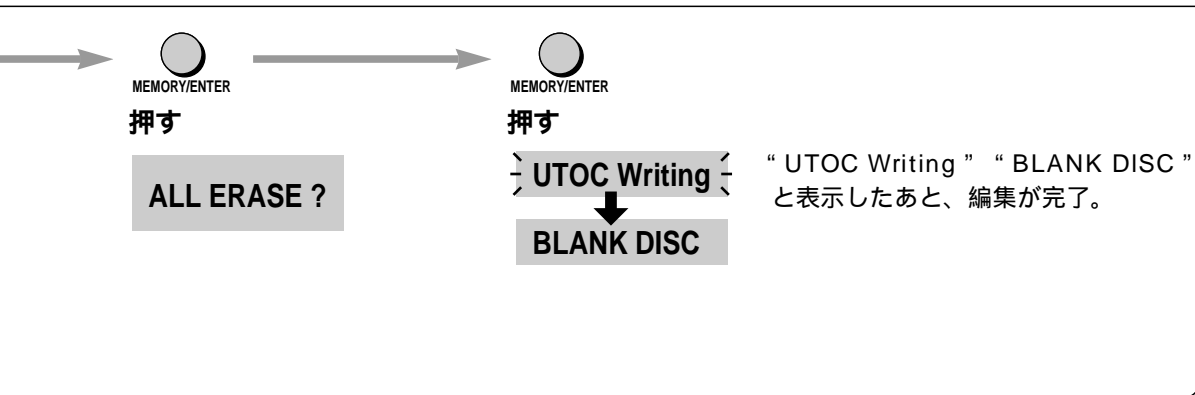 MEMORY/ENTER
押す
ALL ERASE ?
MEMORY/ENTER
押す
UTOC Writing
BLANK DISC
“ UTOC Writing ” “ BLANK DISC ”
と表示したあと、編集が完了。